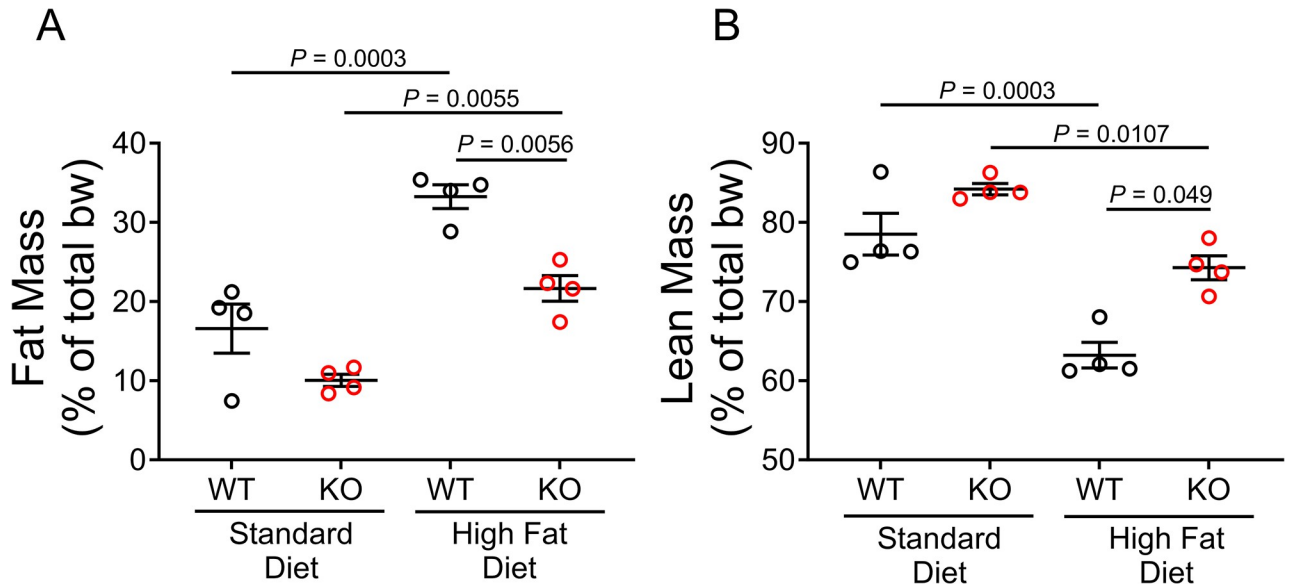 A
P = 0.0003
P = 0.0055
P = 0.0056
Fat Mass
(% of total bw)
40
30
20
10
0
WT KO WT KO
Standard
Diet
High Fat
Diet
B
P = 0.0003
P = 0.0107
P = 0.049
Lean Mass
(% of total bw)
90
80
70
60
50
WT KO WT KO
Standard
Diet
High Fat
Diet